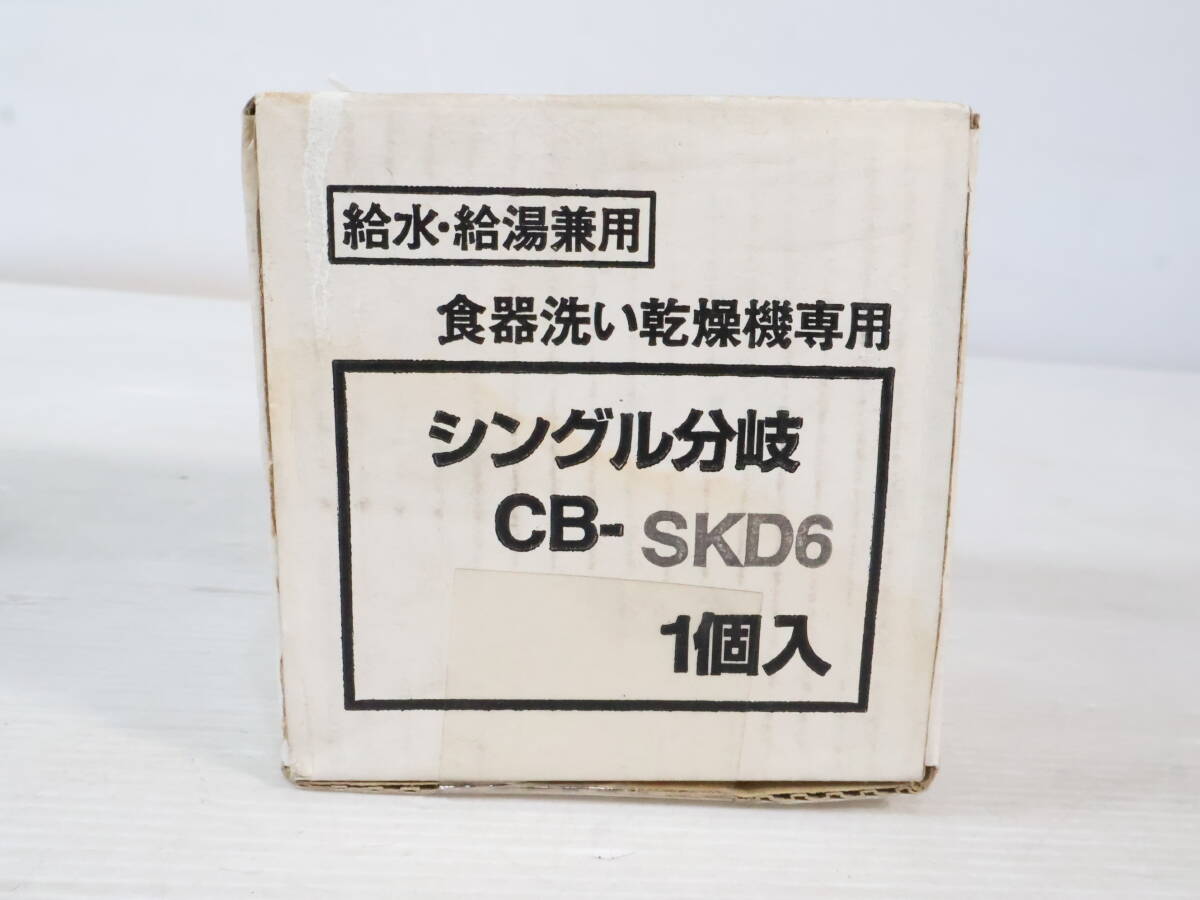 給水・給湯兼用
食器洗い乾燥機専用
シングル分岐
CB-SKD6
1個入